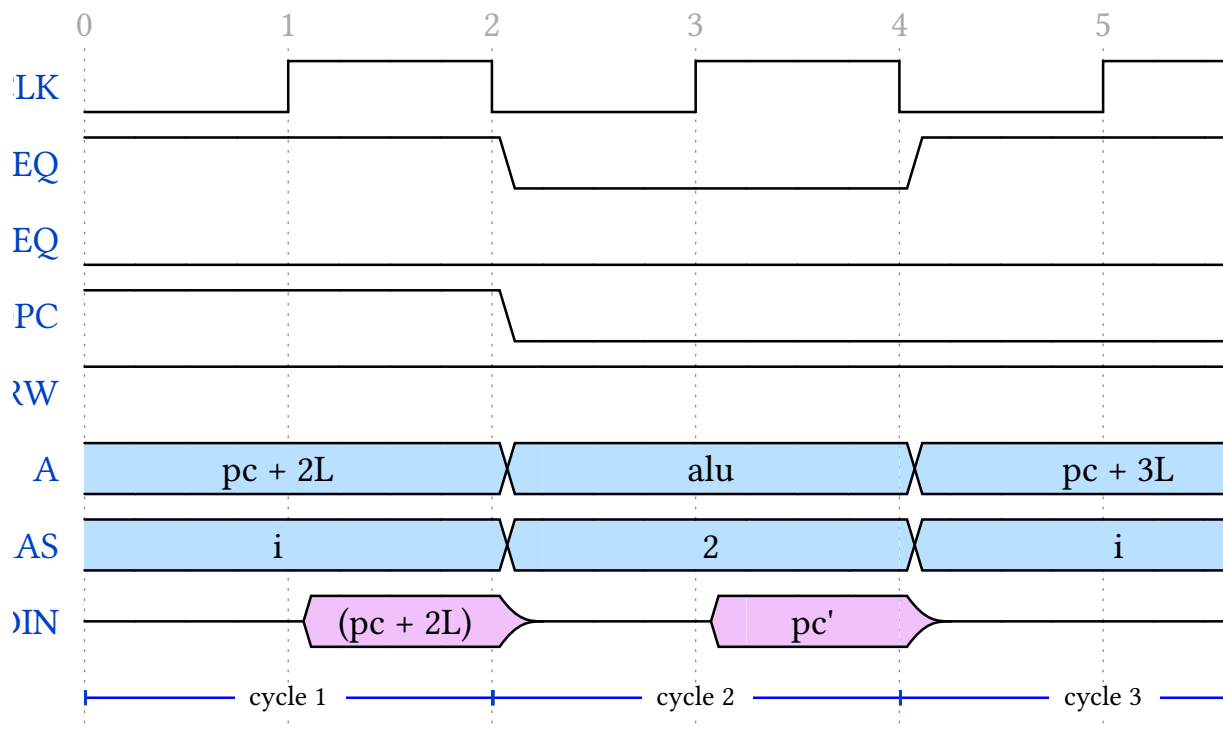 0 1 2 3 4 5
LK
EQ
EQ
PC
RW
A pc + 2L alu pc + 3L
AS i 2 i
IN (pc + 2L) pc'
cycle 1 cycle 2 cycle 3